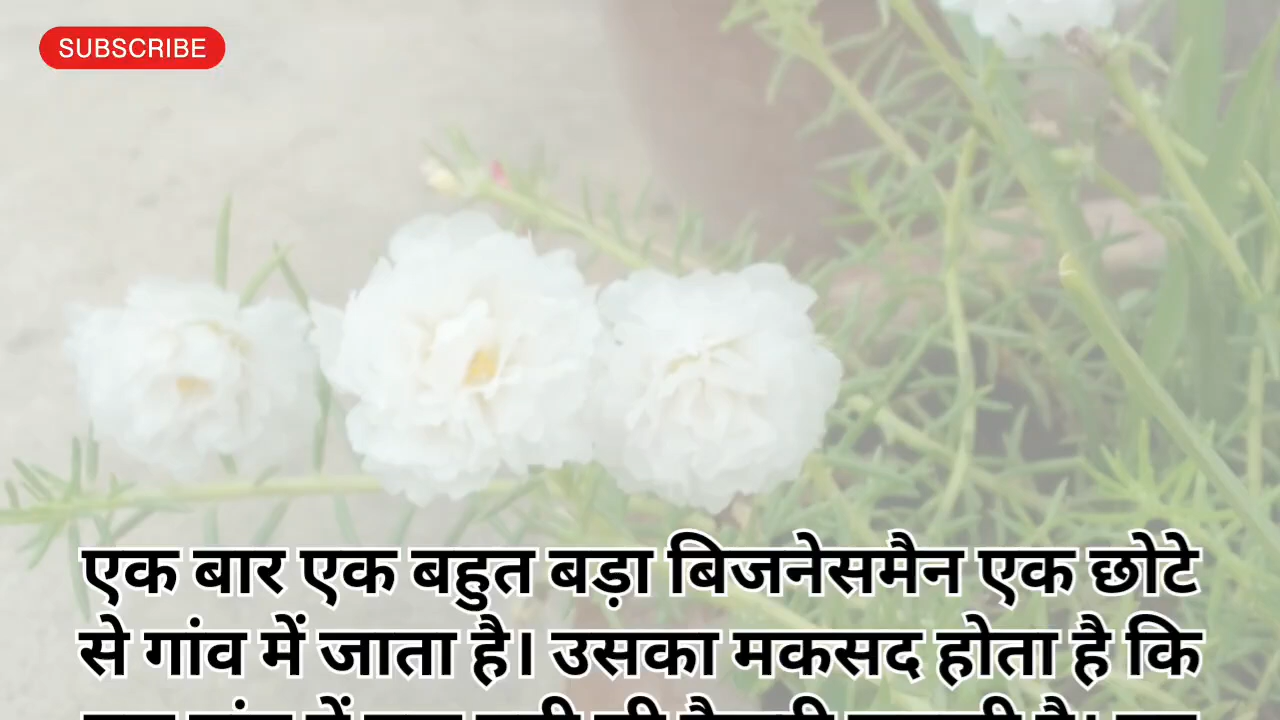 SUBSCRIBE
एक बार एक बहुत बड़ा बिजनेसमैन एक छोटे
से गांव में जाता है। उसका मकसद होता है कि